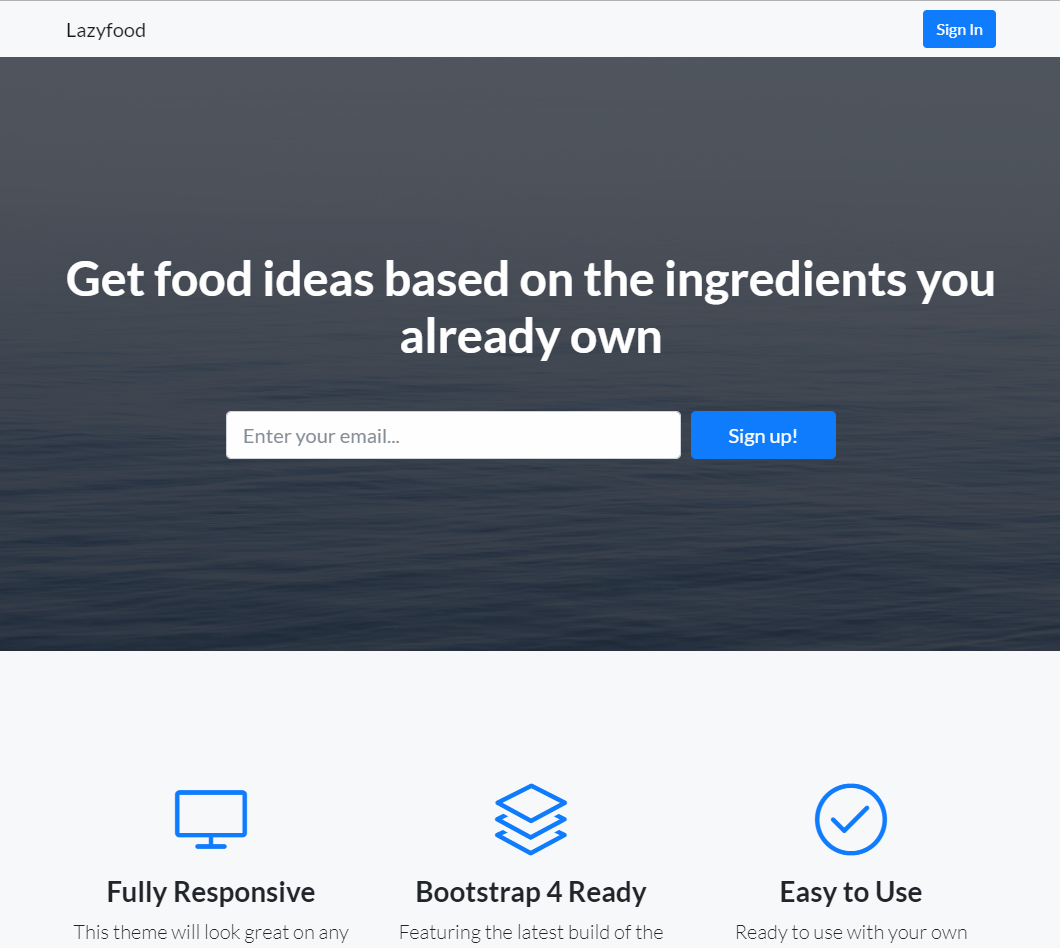 Lazyfood
Sign In
Get food ideas based on the ingredients you
already own
Enter your email...
Sign up!
Fully Responsive
Bootstrap 4 Ready
Easy to Use
This theme will look great on any
Featuring the latest build of the
Ready to use with your own